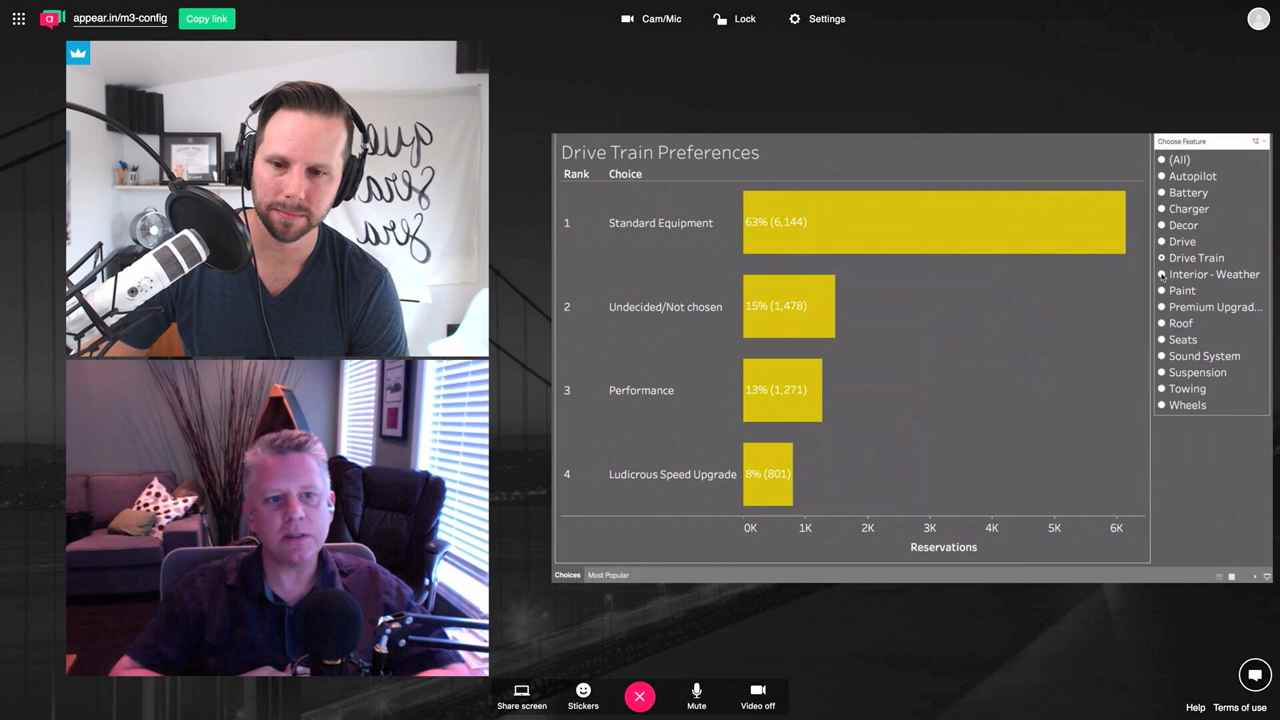 appear.in/m3-config
Copy link
Cam/Mic
Lock
Settings
que
sera
sera
Drive Train Preferences
Rank Choice
1 Standard Equipment 63% (6,144)
2 Undecided/Not chosen 15% (1,478)
3 Performance 13% (1,271)
4 Ludicrous Speed Upgrade 8% (801)
0K 1K 2K 3K 4K 5K 6K
Reservations
Choices Most Popular
Choose Feature
(All)
Autopilot
Battery
Charger
Decor
Drive
Drive Train
Interior - Weather
Paint
Premium Upgrad...
Roof
Seats
Sound System
Suspension
Towing
Wheels
Share screen
Stickers
Mute
Video off
Help
Terms of use